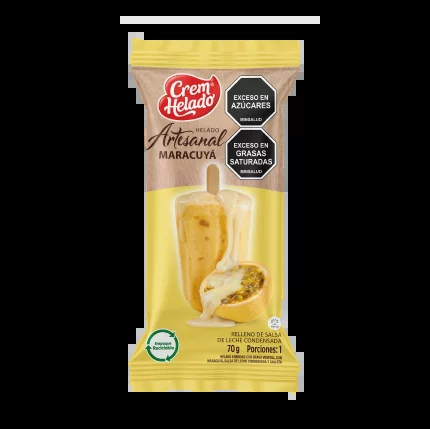 Crem
Helado
EXCESO EN
AZÚCARES
MINSALUD
HELADO
Artesanal
MARACUYÁ
EXCESO EN
GRASAS
SATURADAS
MINSALUD
RELLENO DE SALSA
DE LECHE CONDENSADA
70 g Porciones: 1
Empaque
Reciclable